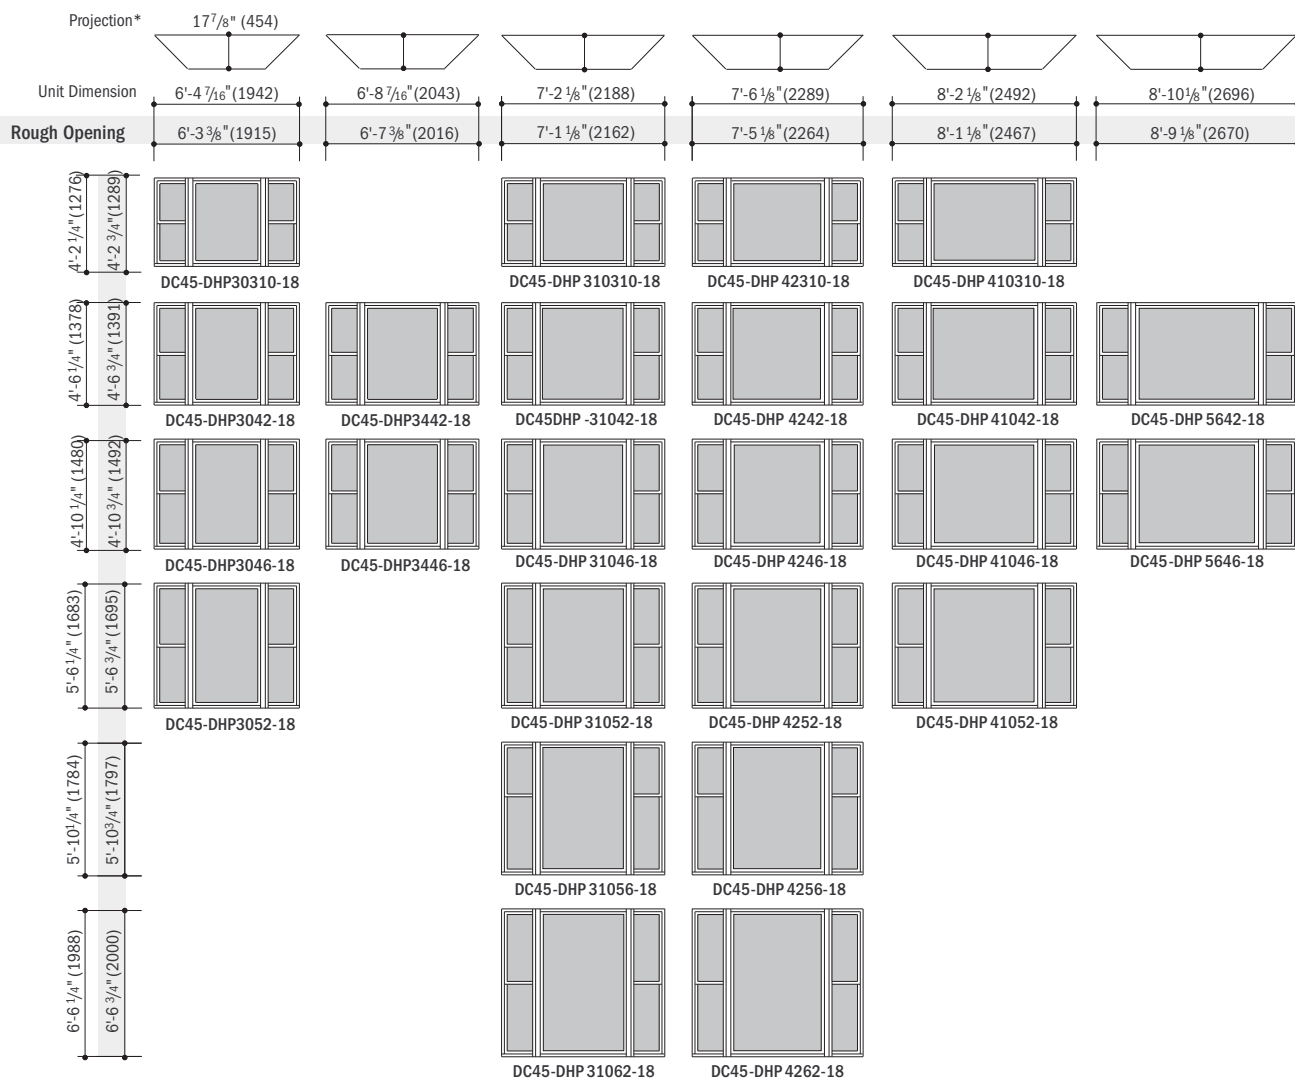 Projection* 17 7/8" (454)
Unit Dimension 6'-4 7/16" (1942) 6'-8 7/16" (2043) 7'-2 1/8" (2188) 7'-6 1/8" (2289) 8'-2 1/8" (2492) 8'-10 1/8" (2696)
Rough Opening 6'-3 3/8" (1915) 6'-7 3/8" (2016) 7'-1 1/8" (2162) 7'-5 1/8" (2264) 8'-1 1/8" (2467) 8'-9 1/8" (2670)
4'-2 1/4" (1276)
4'-2 3/4" (1289)
DC45-DHP30310-18 DC45-DHP 310310-18 DC45-DHP 42310-18 DC45-DHP 410310-18
4'-6 1/4" (1378)
4'-6 3/4" (1391)
DC45-DHP3042-18 DC45-DHP3442-18 DC45DHP -31042-18 DC45-DHP 4242-18 DC45-DHP 41042-18 DC45-DHP 5642-18
4'-10 1/4" (1480)
4'-10 3/4" (1492)
DC45-DHP3046-18 DC45-DHP3446-18 DC45-DHP 31046-18 DC45-DHP 4246-18 DC45-DHP 41046-18 DC45-DHP 5646-18
5'-6 1/4" (1683)
5'-6 3/4" (1695)
DC45-DHP3052-18 DC45-DHP 31052-18 DC45-DHP 4252-18 DC45-DHP 41052-18
5'-10 1/4" (1784)
5'-10 3/4" (1797)
DC45-DHP 31056-18 DC45-DHP 4256-18
6'-6 1/4" (1988)
6'-6 3/4" (2000)
DC45-DHP 31062-18 DC45-DHP 4262-18